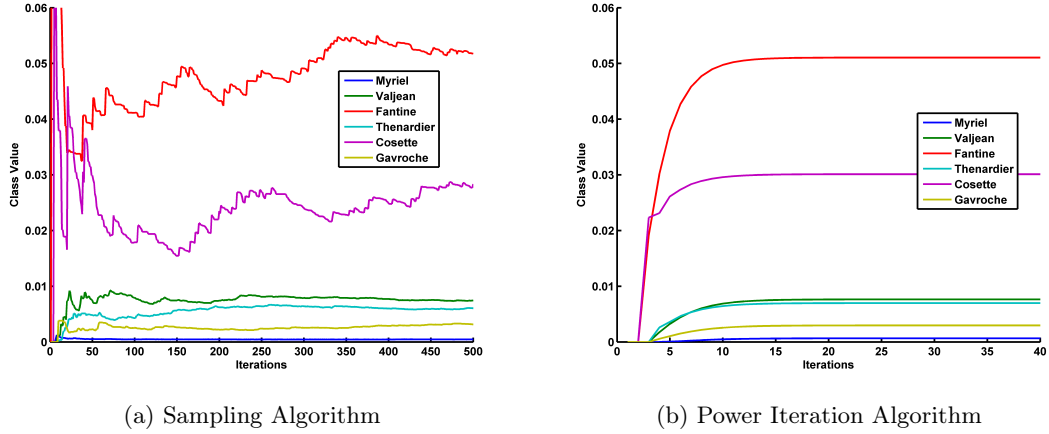 0.06
0.05
0.04
0.03
0.02
0.01
0
Class Value
0 50 100 150 200 250 300 350 400 450 500
Iterations
Myriel
Valjean
Fantine
Thenardier
Cosette
Gavroche
(a) Sampling Algorithm
0.06
0.05
0.04
0.03
0.02
0.01
0
Class Value
0 5 10 15 20 25 30 35 40
Iterations
Myriel
Valjean
Fantine
Thenardier
Cosette
Gavroche
(b) Power Iteration Algorithm